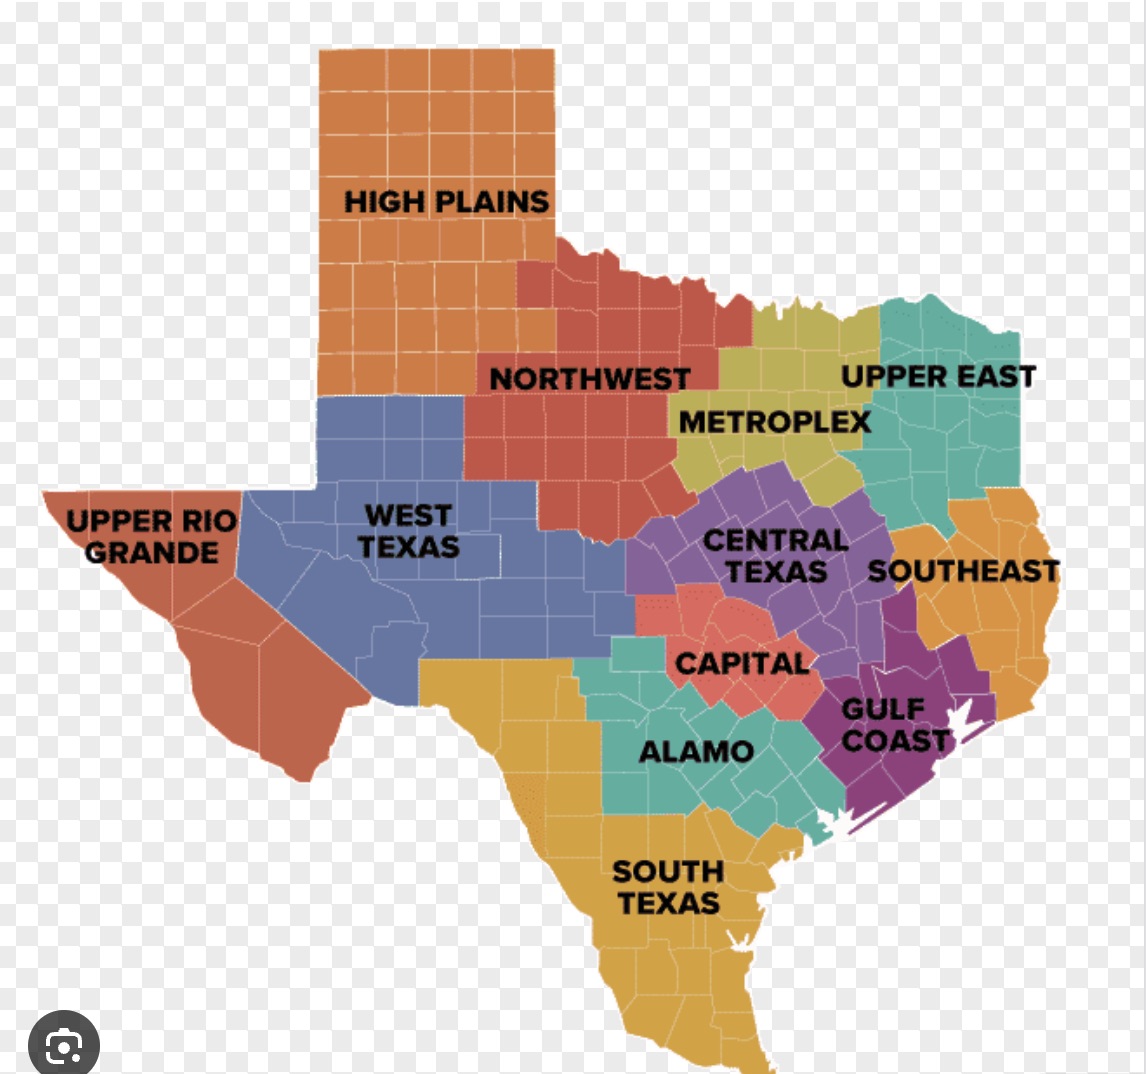 HIGH PLAINS
NORTHWEST
UPPER EAST
METROPLEX
UPPER RIO
GRANDE
WEST
TEXAS
CENTRAL
TEXAS
SOUTHEAST
CAPITAL
GULF
COAST
ALAMO
SOUTH
TEXAS